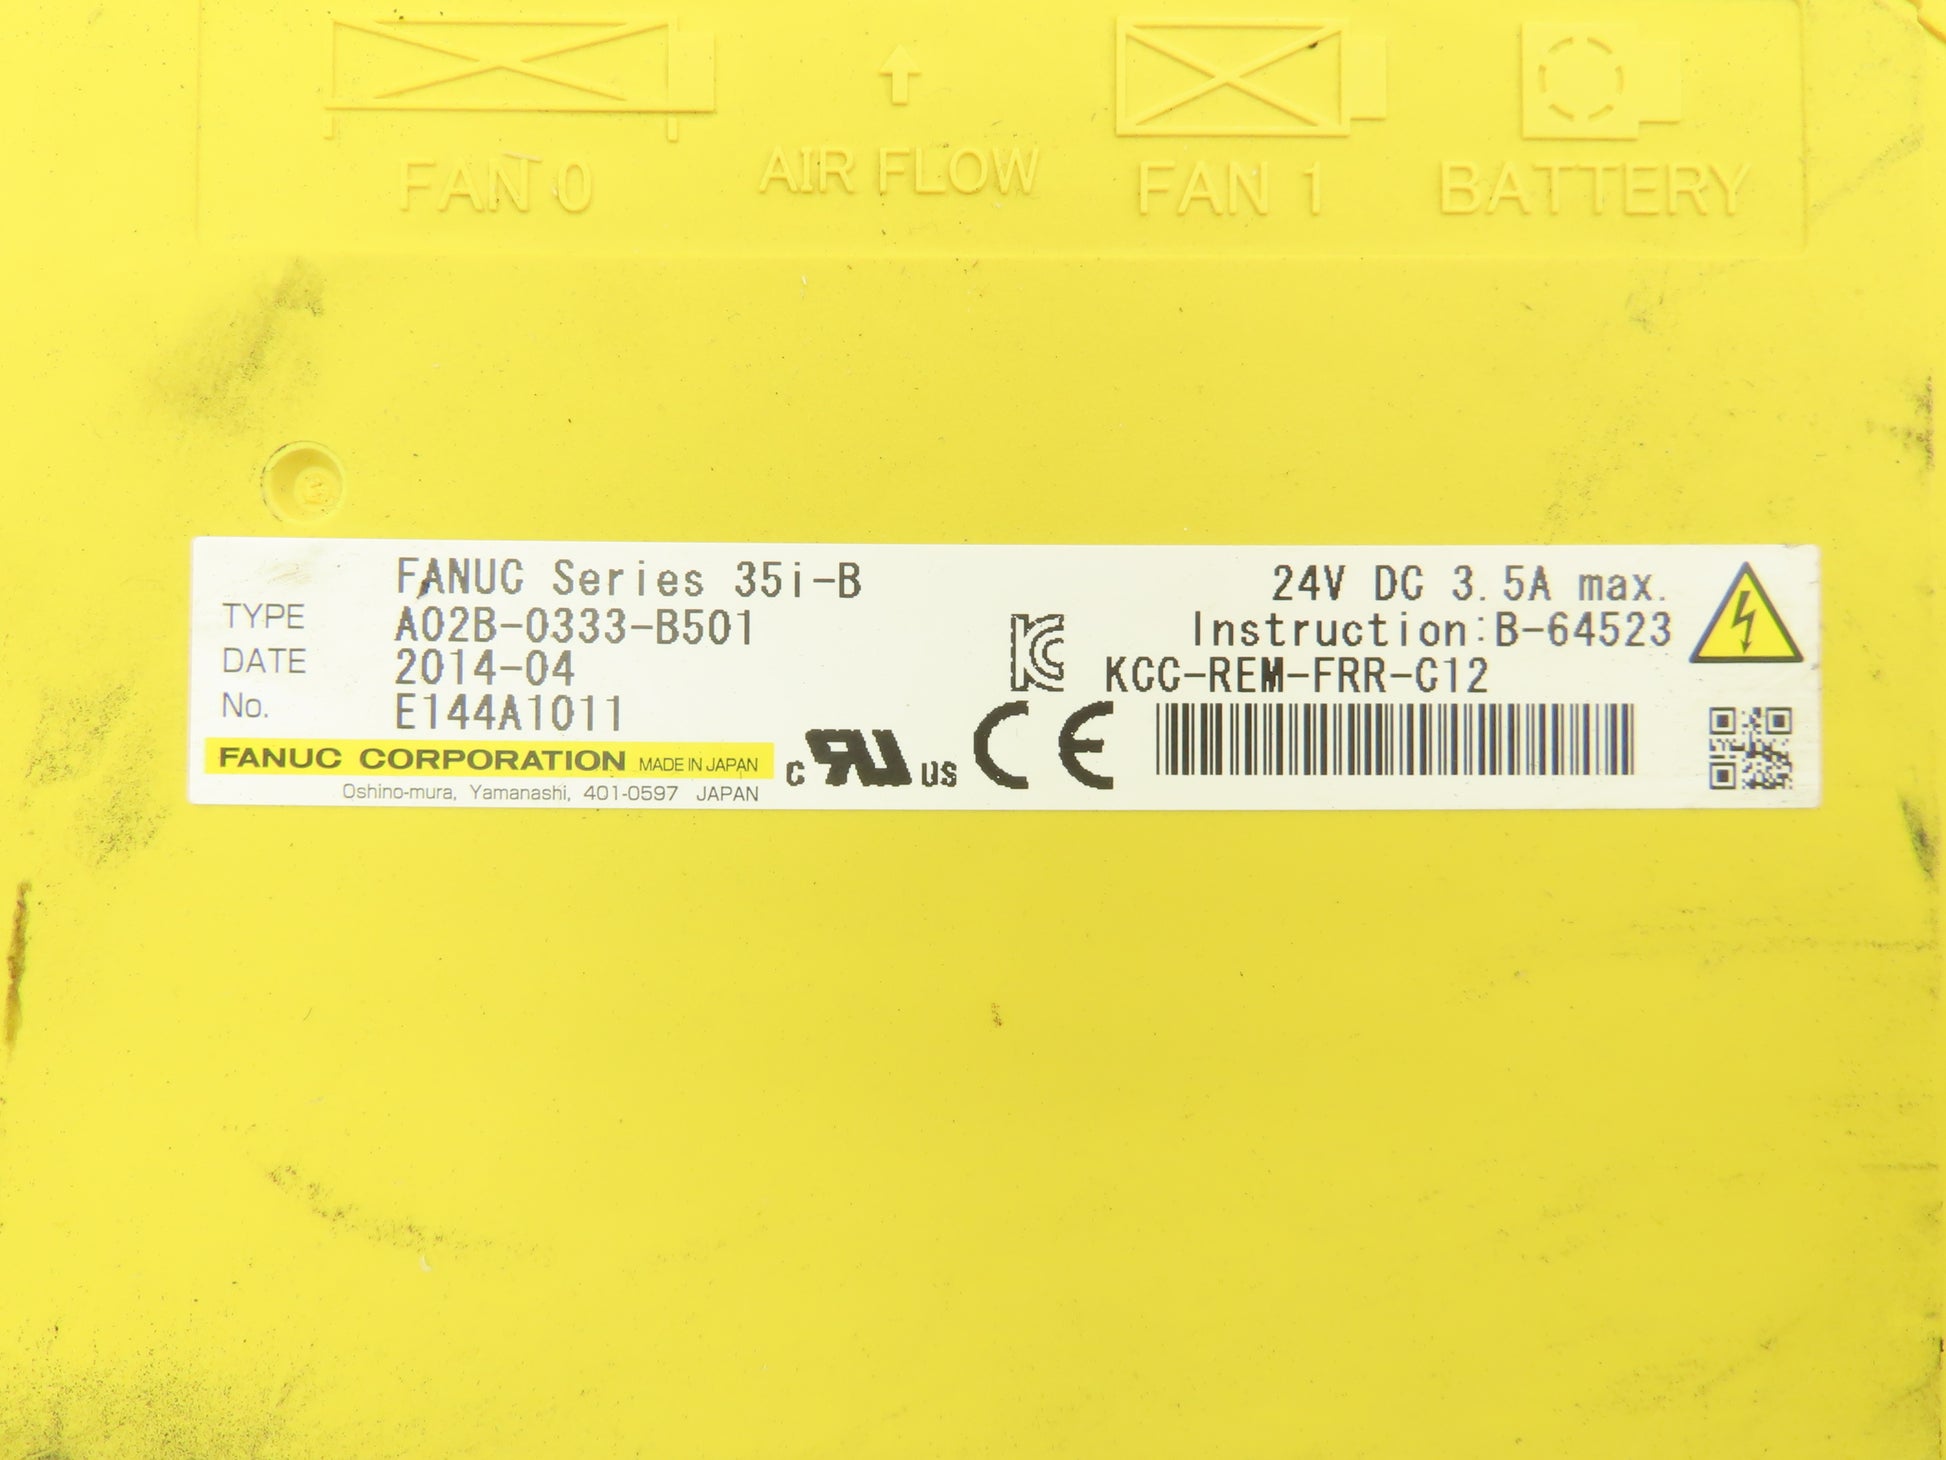 FAN 0
AIR FLOW
FAN 1
BATTERY
FANUC Series 35i-B
TYPE A02B-0333-B501
DATE 2014-04
No. E144A1011
FANUC CORPORATION MADE IN JAPAN
Oshino-mura, Yamanashi, 401-0597 JAPAN
24V DC 3.5A max.
Instruction:B-64523
KC KCC-REM-FRR-C12
c RU us CE